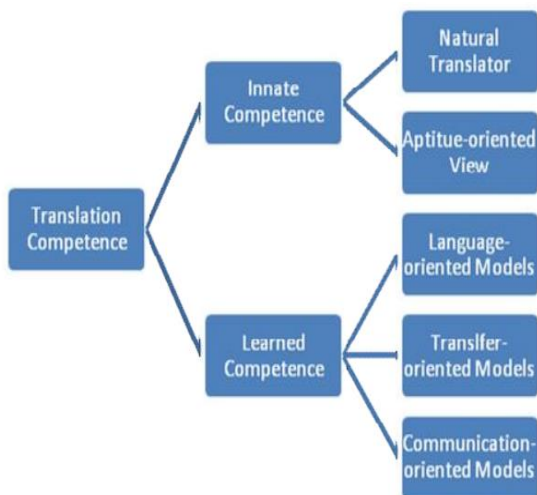 Translation
Competence
Innate
Competence
Natural
Translator
Aptitue-oriented
View
Learned
Competence
Language-
oriented Models
Translfer-
oriented Models
Communication-
oriented Models